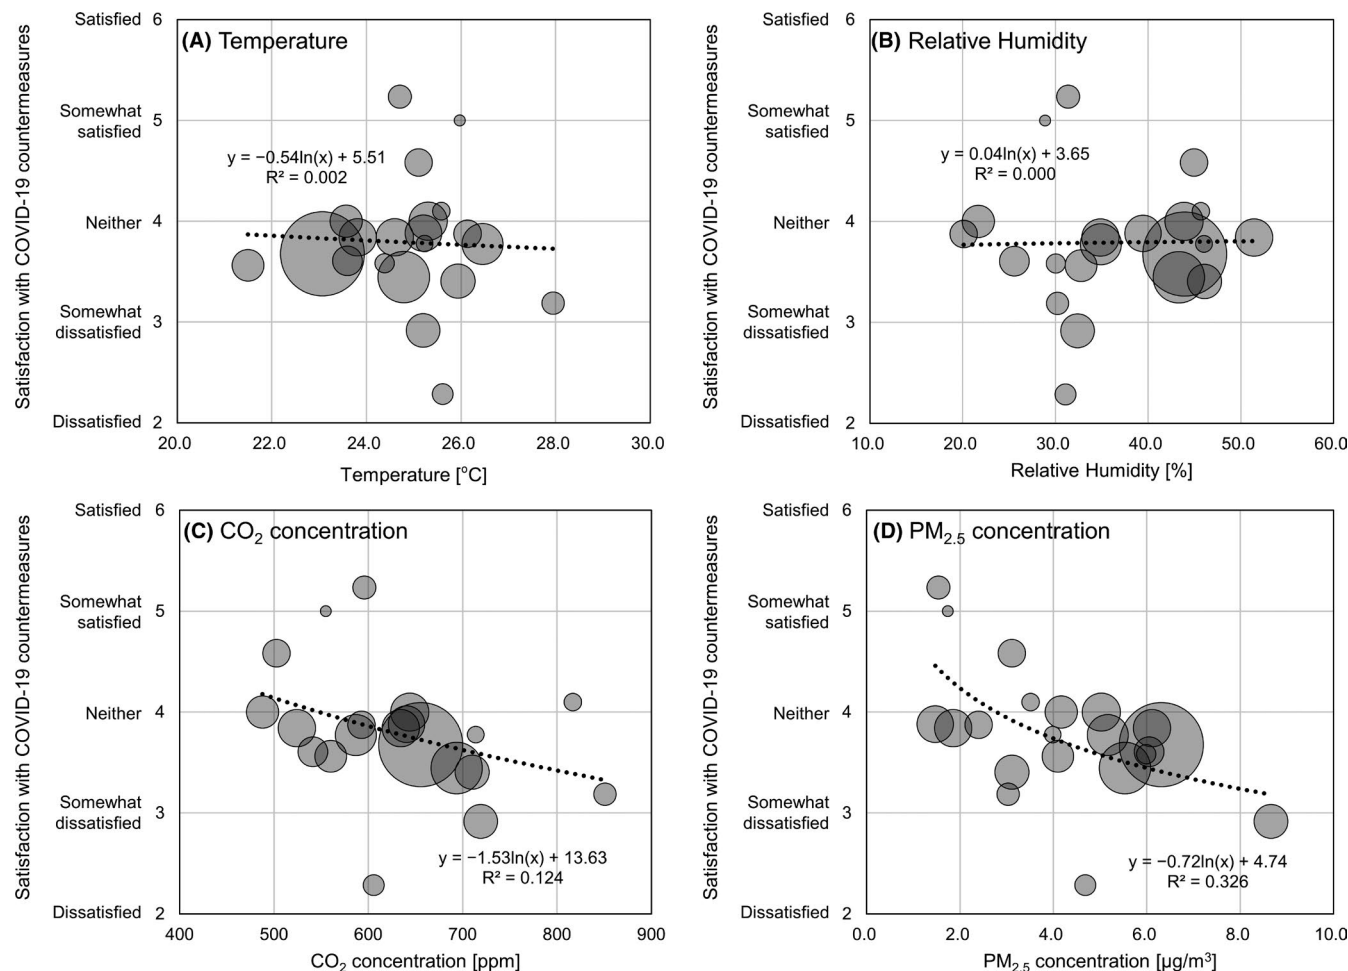 (A) Temperature
Satisfaction with COVID-19 countermeasures
Satisfied 6
Somewhat
satisfied 5
Neither 4
Somewhat
dissatisfied 3
Dissatisfied 2
y = −0.54ln(x) + 5.51
R² = 0.002
20.0 22.0 24.0 26.0 28.0 30.0
Temperature [°C]
(B) Relative Humidity
Satisfaction with COVID-19 countermeasures
Satisfied 6
Somewhat
satisfied 5
Neither 4
Somewhat
dissatisfied 3
Dissatisfied 2
y = 0.04ln(x) + 3.65
R² = 0.000
10.0 20.0 30.0 40.0 50.0 60.0
Relative Humidity [%]
(C) CO₂ concentration
Satisfaction with COVID-19 countermeasures
Satisfied 6
Somewhat
satisfied 5
Neither 4
Somewhat
dissatisfied 3
Dissatisfied 2
y = −1.53ln(x) + 13.63
R² = 0.124
400 500 600 700 800 900
CO₂ concentration [ppm]
(D) PM₂.₅ concentration
Satisfaction with COVID-19 countermeasures
Satisfied 6
Somewhat
satisfied 5
Neither 4
Somewhat
dissatisfied 3
Dissatisfied 2
y = −0.72ln(x) + 4.74
R² = 0.326
0.0 2.0 4.0 6.0 8.0 10.0
PM₂.₅ concentration [µg/m³]